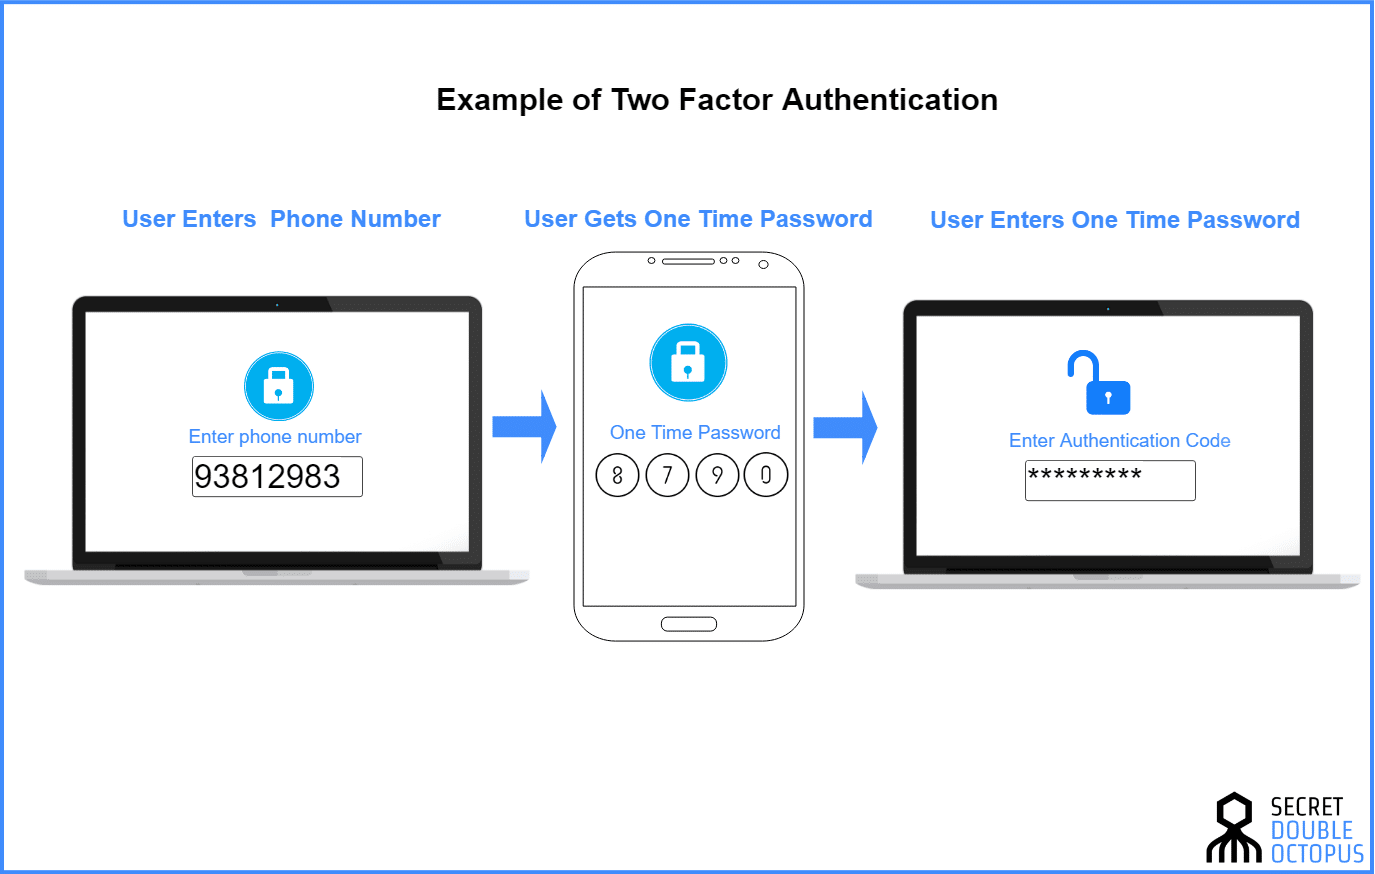 Example of Two Factor Authentication
User Enters  Phone Number
User Gets One Time Password
User Enters One Time Password
Enter phone number
93812983
One Time Password
8 7 9 0
Enter Authentication Code
*********
SECRET
DOUBLE
OCTOPUS